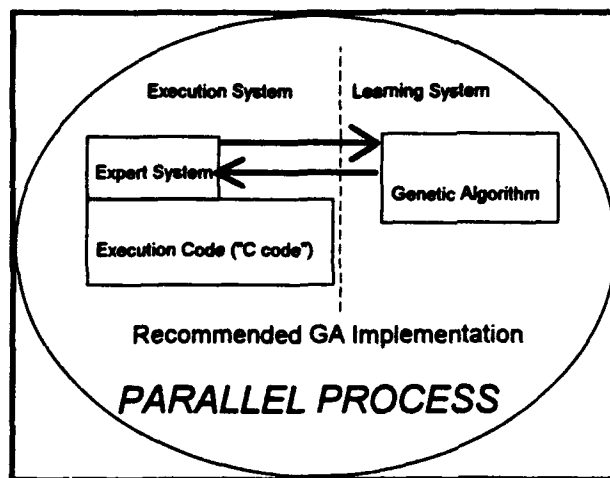 Execution System
Learning System
Expert System
Genetic Algorithm
Execution Code ("C code")
Recommended GA Implementation
PARALLEL PROCESS